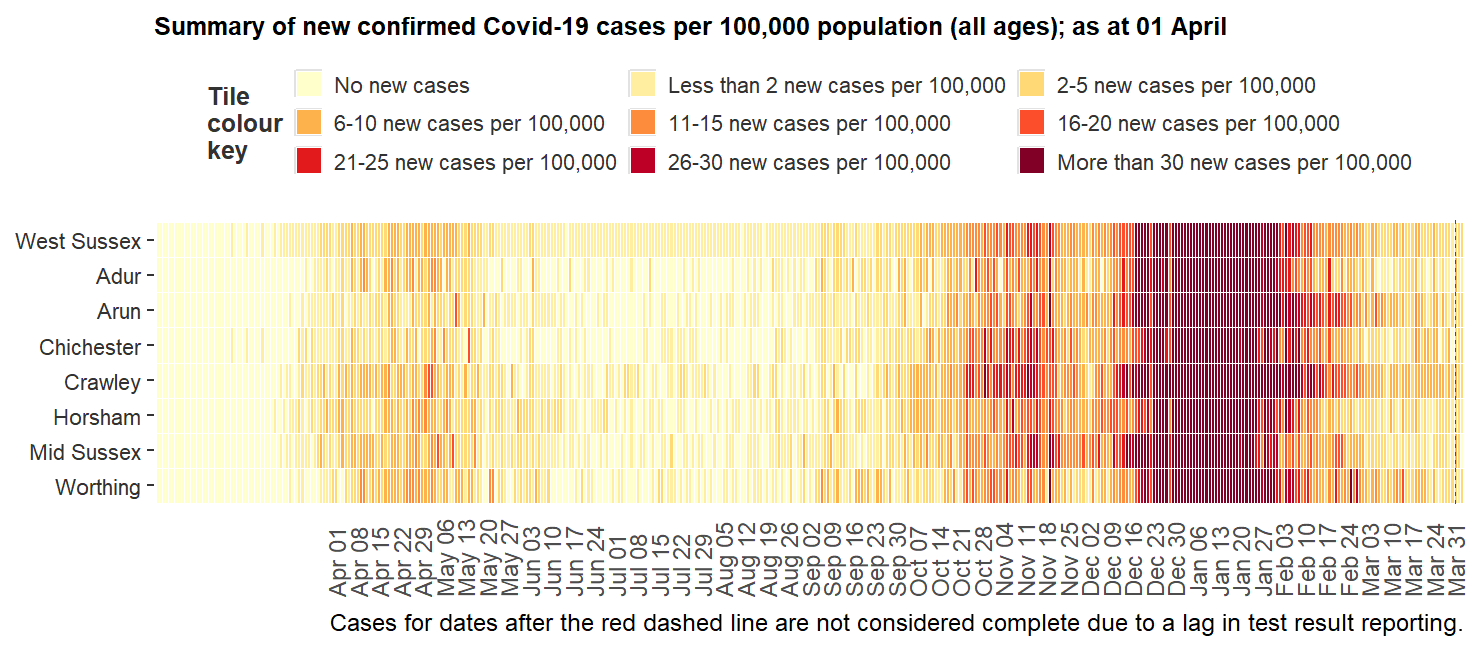 Summary of new confirmed Covid-19 cases per 100,000 population (all ages); as at 01 April
Tile
colour
key
No new cases
Less than 2 new cases per 100,000
2-5 new cases per 100,000
6-10 new cases per 100,000
11-15 new cases per 100,000
16-20 new cases per 100,000
21-25 new cases per 100,000
26-30 new cases per 100,000
More than 30 new cases per 100,000
West Sussex
Adur
Arun
Chichester
Crawley
Horsham
Mid Sussex
Worthing
Apr 01
Apr 08
Apr 15
Apr 22
Apr 29
May 06
May 13
May 20
May 27
Jun 03
Jun 10
Jun 17
Jun 24
Jul 01
Jul 08
Jul 15
Jul 22
Jul 29
Aug 05
Aug 12
Aug 19
Aug 26
Sep 02
Sep 09
Sep 16
Sep 23
Sep 30
Oct 07
Oct 14
Oct 21
Oct 28
Nov 04
Nov 11
Nov 18
Nov 25
Dec 02
Dec 09
Dec 16
Dec 23
Dec 30
Jan 06
Jan 13
Jan 20
Jan 27
Feb 03
Feb 10
Feb 17
Feb 24
Mar 03
Mar 10
Mar 17
Mar 24
Mar 31
Cases for dates after the red dashed line are not considered complete due to a lag in test result reporting.